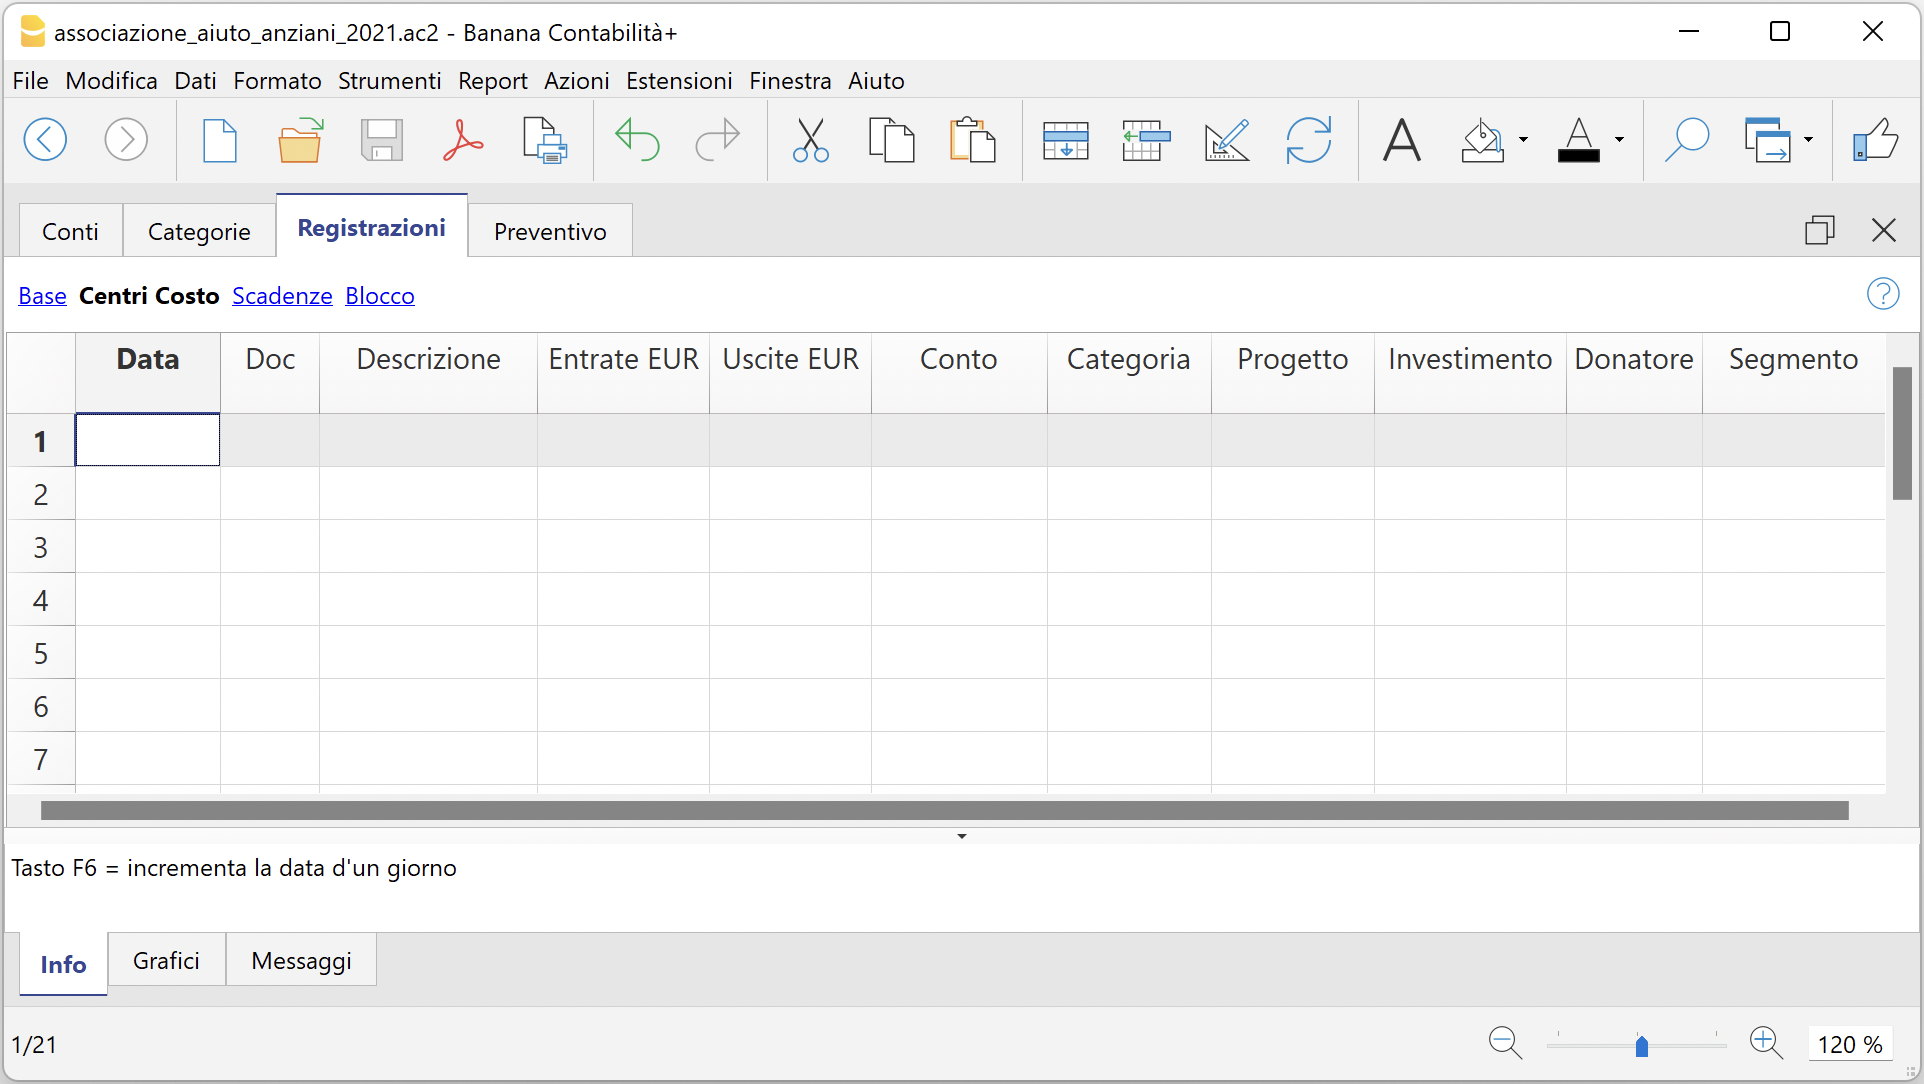 associazione_aiuto_anziani_2021.ac2 - Banana Contabilità+
File Modifica Dati Formato Strumenti Report Azioni Estensioni Finestra Aiuto
Conti Categorie Registrazioni Preventivo
Base Centri Costo Scadenze Blocco
Data Doc Descrizione Entrate EUR Uscite EUR Conto Categoria Progetto Investimento Donatore Segmento
1
2
3
4
5
6
7
Tasto F6 = incrementa la data d'un giorno
Info Grafici Messaggi
1/21 120 %